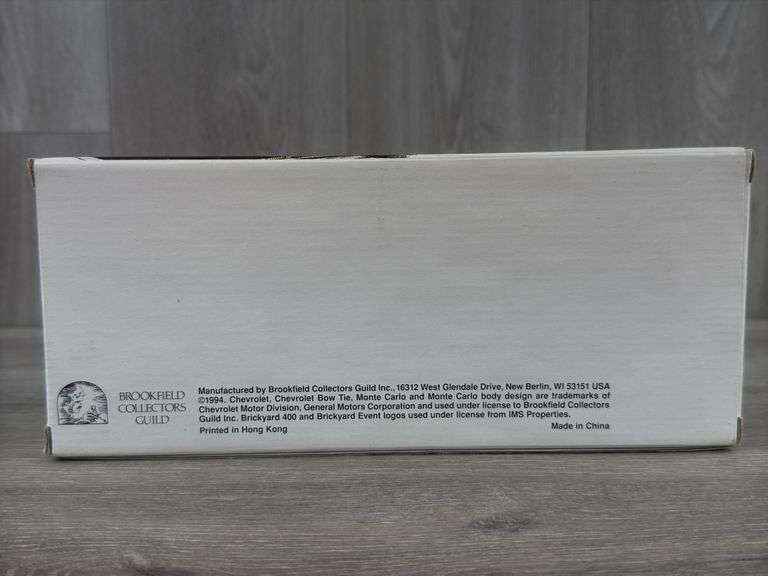 BROOKFIELD
COLLECTORS
GUILD
Manufactured by Brookfield Collectors Guild Inc., 16312 West Glendale Drive, New Berlin, WI 53151 USA
©1994. Chevrolet, Chevrolet Bow Tie, Monte Carlo and Monte Carlo body design are trademarks of
Chevrolet Motor Division, General Motors Corporation and used under license to Brookfield Collectors
Guild Inc. Brickyard 400 and Brickyard Event logos used under license from IMS Properties.
Printed in Hong Kong Made in China